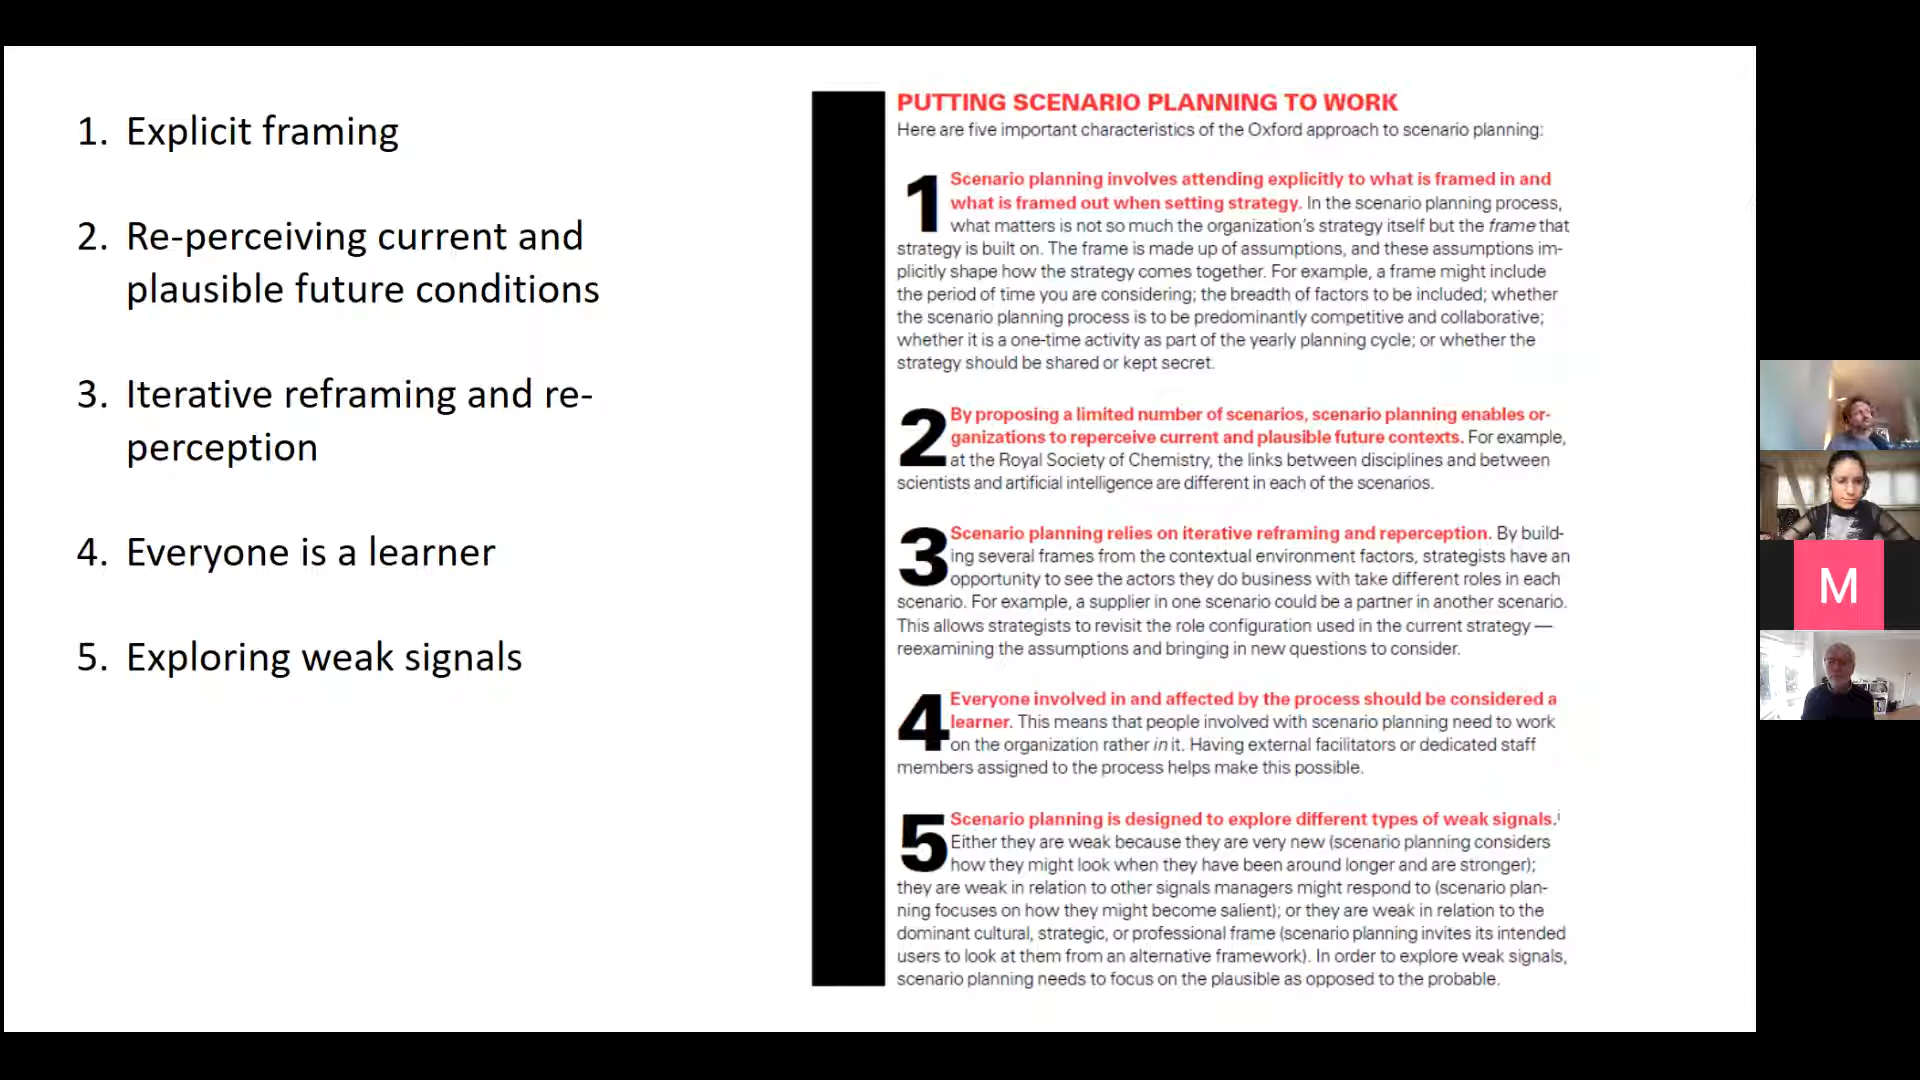 1. Explicit framing
2. Re-perceiving current and
plausible future conditions
3. Iterative reframing and re-
perception
4. Everyone is a learner
5. Exploring weak signals
PUTTING SCENARIO PLANNING TO WORK
Here are five important characteristics of the Oxford approach to scenario planning:
1 Scenario planning involves attending explicitly to what is framed in and
what is framed out when setting strategy. In the scenario planning process,
what matters is not so much the organization's strategy itself but the frame that
strategy is built on. The frame is made up of assumptions, and these assumptions im-
plicitly shape how the strategy comes together. For example, a frame might include
the period of time you are considering; the breadth of factors to be included; whether
the scenario planning process is to be predominantly competitive and collaborative;
whether it is a one-time activity as part of the yearly planning cycle; or whether the
strategy should be shared or kept secret.
2 By proposing a limited number of scenarios, scenario planning enables or-
ganizations to reperceive current and plausible future contexts. For example,
at the Royal Society of Chemistry, the links between disciplines and between
scientists and artificial intelligence are different in each of the scenarios.
3 Scenario planning relies on iterative reframing and reperception. By build-
ing several frames from the contextual environment factors, strategists have an
opportunity to see the actors they do business with take different roles in each
scenario. For example, a supplier in one scenario could be a partner in another scenario.
This allows strategists to revisit the role configuration used in the current strategy —
reexamining the assumptions and bringing in new questions to consider.
4 Everyone involved in and affected by the process should be considered a
learner. This means that people involved with scenario planning need to work
on the organization rather in it. Having external facilitators or dedicated staff
members assigned to the process helps make this possible.
5 Scenario planning is designed to explore different types of weak signals.i
Either they are weak because they are very new (scenario planning considers
how they might look when they have been around longer and are stronger);
they are weak in relation to other signals managers might respond to (scenario plan-
ning focuses on how they might become salient); or they are weak in relation to the
dominant cultural, strategic, or professional frame (scenario planning invites its intended
users to look at them from an alternative framework). In order to explore weak signals,
scenario planning needs to focus on the plausible as opposed to the probable.
M